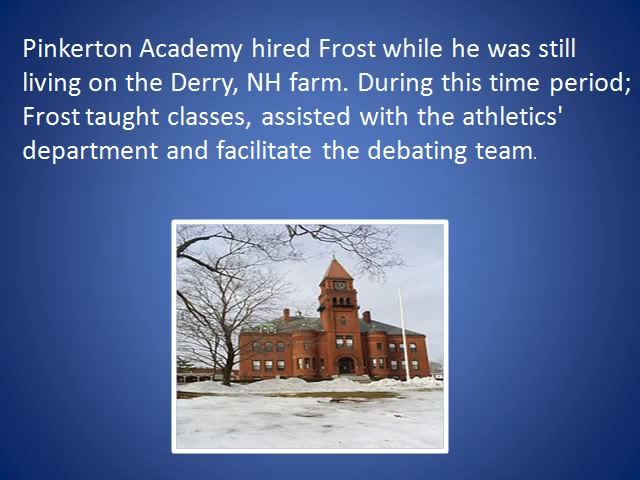 Pinkerton Academy hired Frost while he was still
living on the Derry, NH farm. During this time period;
Frost taught classes, assisted with the athletics'
department and facilitate the debating team.